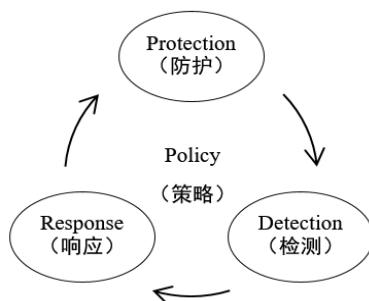 Protection
（防护）
Policy
（策略）
Response
（响应）
Detection
（检测）